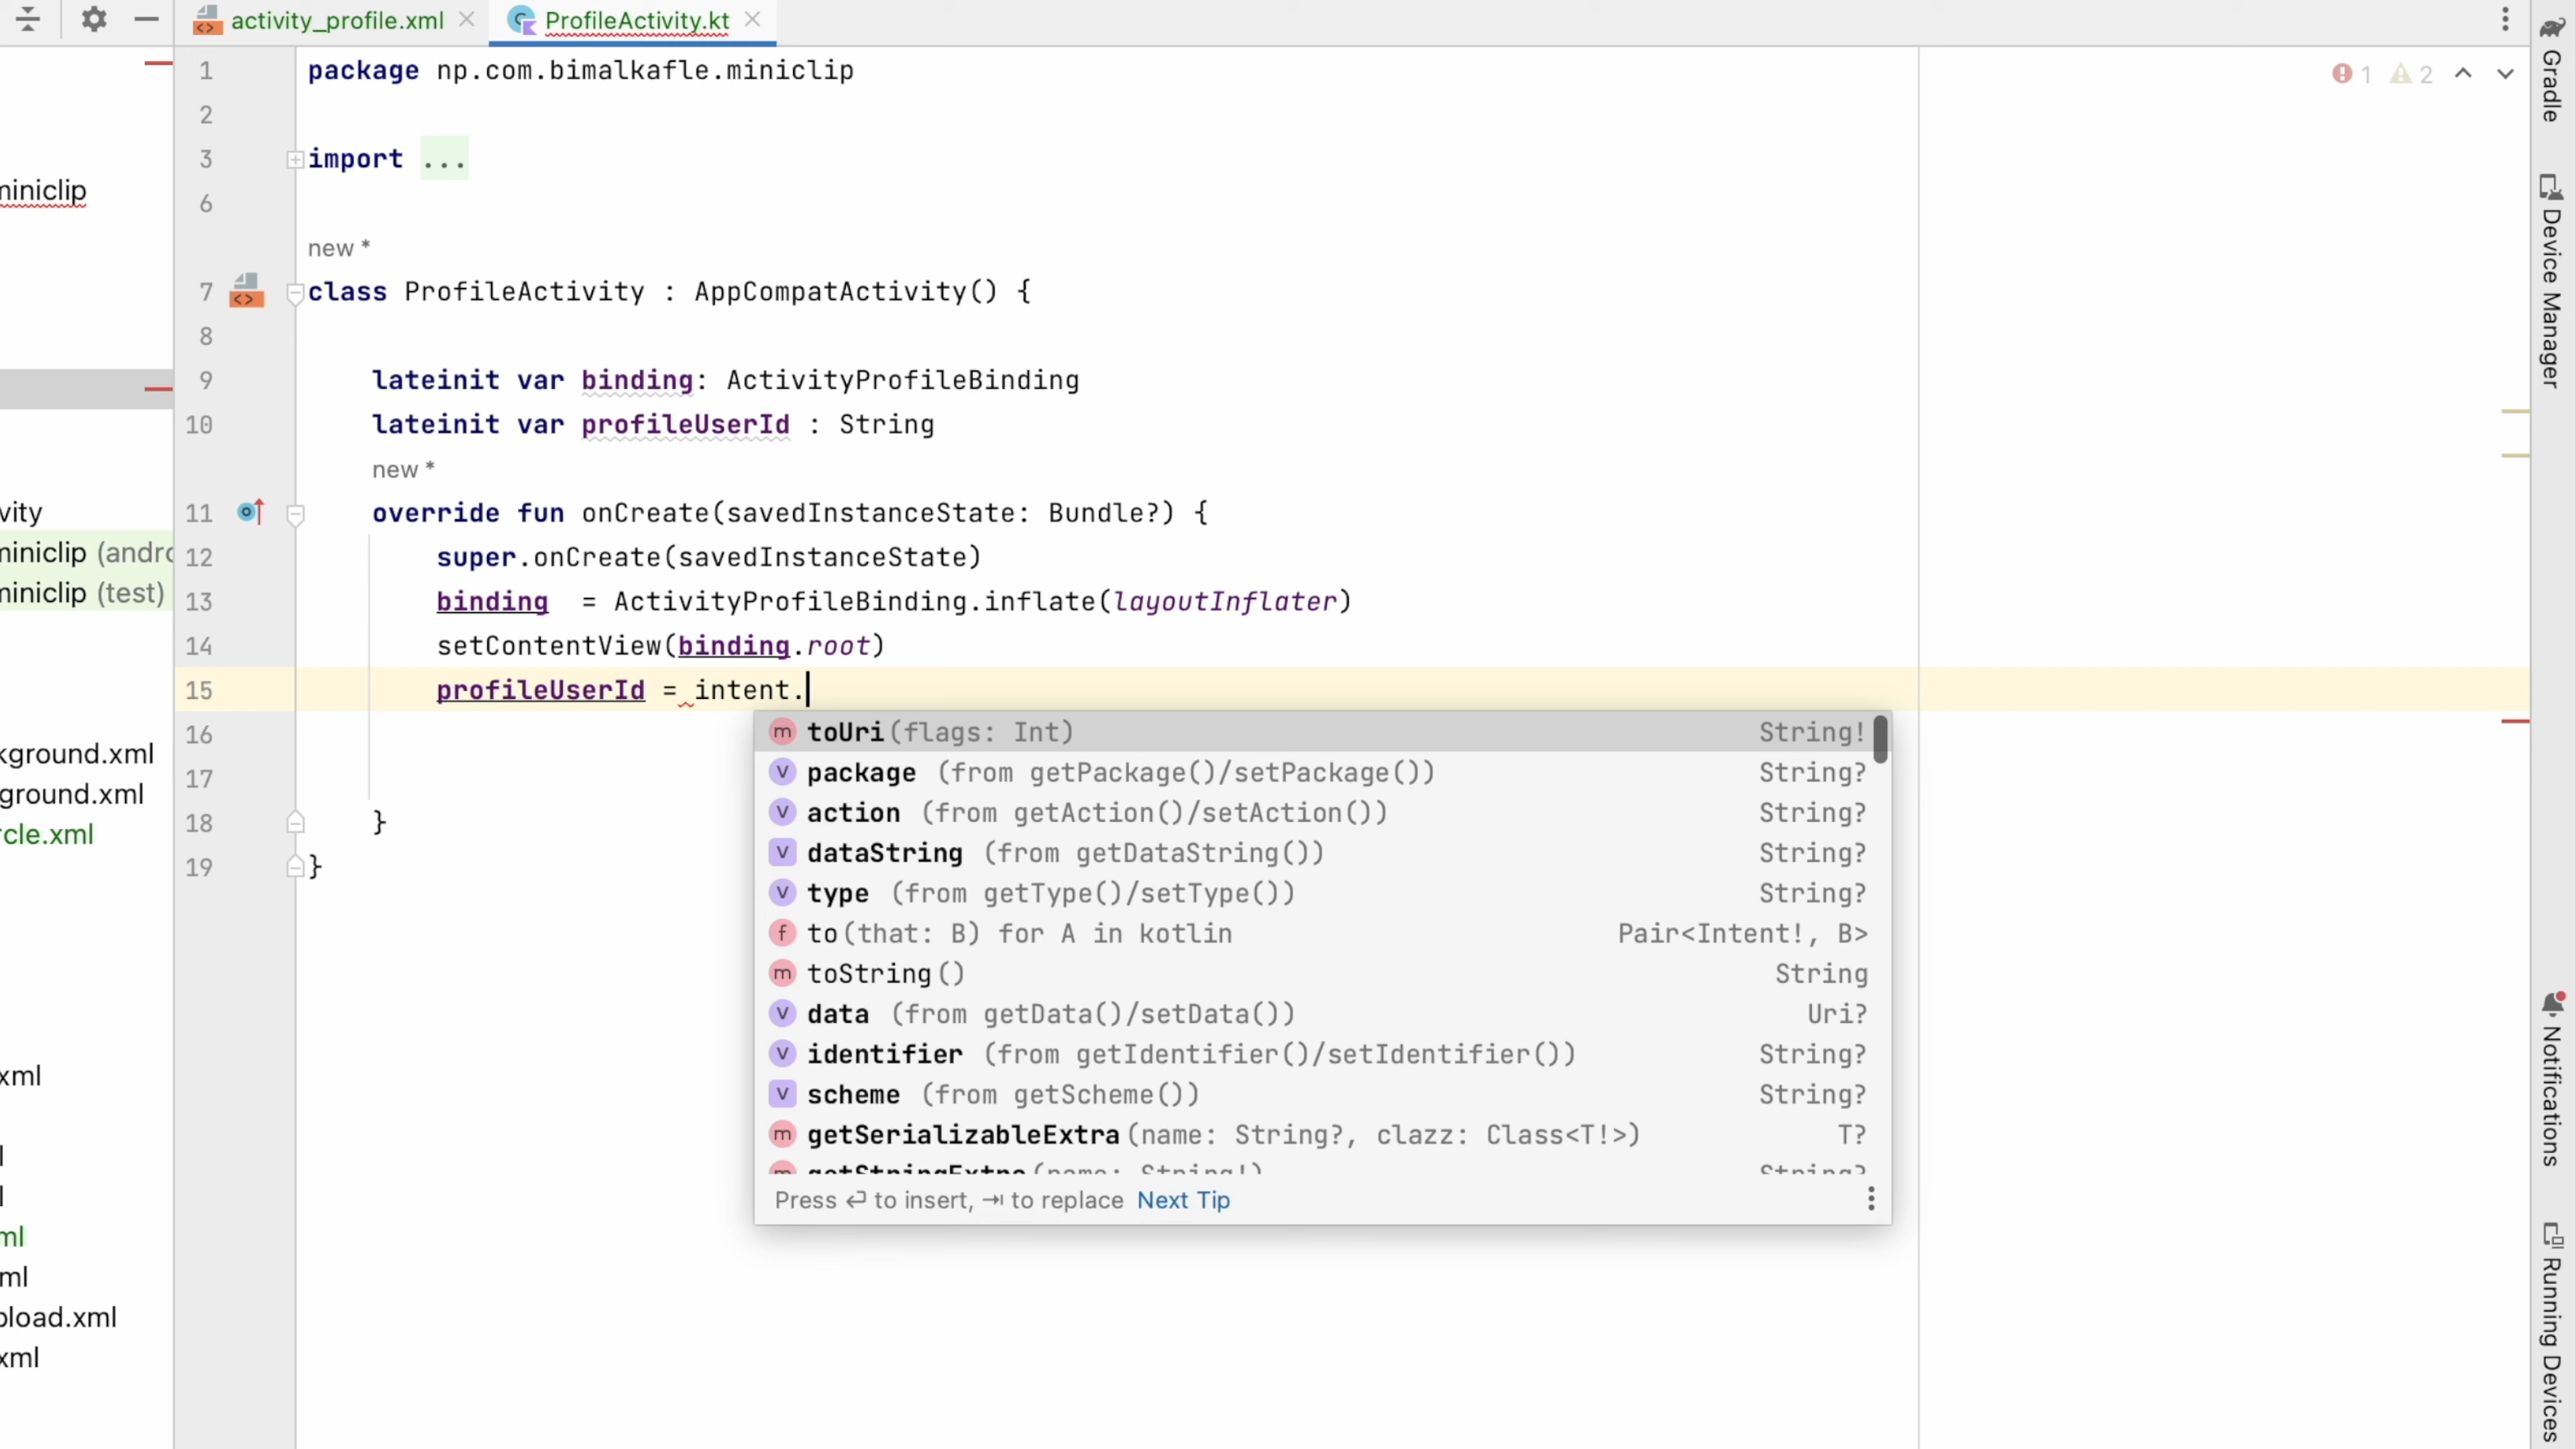 activity_profile.xml
ProfileActivity.kt
1 package np.com.bimalkafle.miniclip
1 2
2
3 import ...
6
new *
7 class ProfileActivity : AppCompatActivity() {
8
9 lateinit var binding: ActivityProfileBinding
10 lateinit var profileUserId : String
new *
11 override fun onCreate(savedInstanceState: Bundle?) {
12 super.onCreate(savedInstanceState)
13 binding = ActivityProfileBinding.inflate(layoutInflater)
14 setContentView(binding.root)
15 profileUserId = intent.
16
17
18 }
19 }
toUri(flags: Int) String!
package (from getPackage()/setPackage()) String?
action (from getAction()/setAction()) String?
dataString (from getDataString()) String?
type (from getType()/setType()) String?
to(that: B) for A in kotlin Pair<Intent!, B>
toString() String
data (from getData()/setData()) Uri?
identifier (from getIdentifier()/setIdentifier()) String?
scheme (from getScheme()) String?
getSerializableExtra(name: String?, clazz: Class<T!>) T?
getStringExtra(name: String!) String?
Press ↵ to insert, ⇥ to replace Next Tip
miniclip
vity
miniclip (andro
miniclip (test)
kground.xml
ground.xml
rcle.xml
xml
l
l
ml
ml
pload.xml
xml
Gradle
Device Manager
Notifications
Running Devices